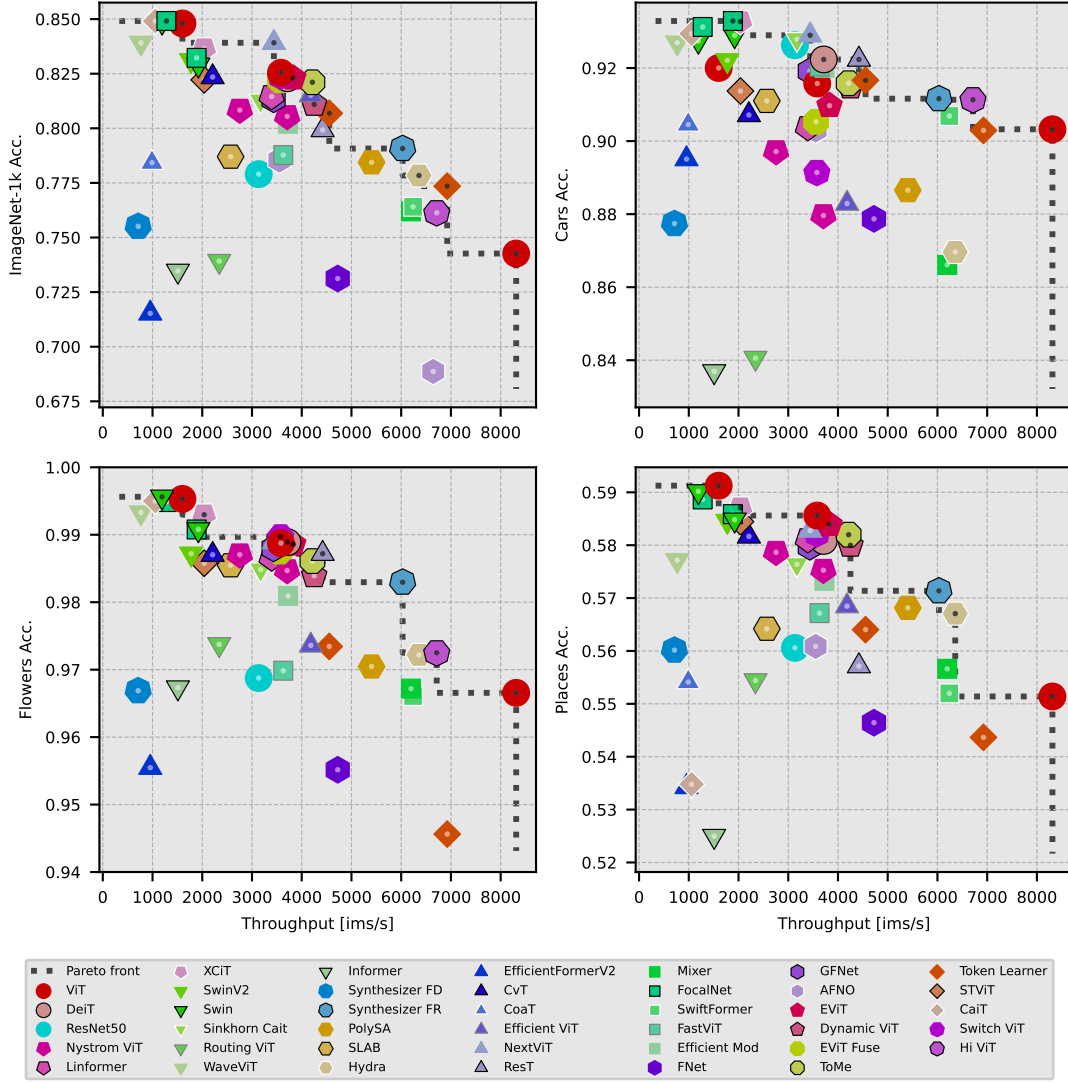 0.850
0.825
0.800
0.775
0.750
0.725
0.700
0.675
ImageNet-1k Acc.
0 1000 2000 3000 4000 5000 6000 7000 8000
0.92
0.90
0.88
0.86
0.84
Cars Acc.
0 1000 2000 3000 4000 5000 6000 7000 8000
1.00
0.99
0.98
0.97
0.96
0.95
0.94
Flowers Acc.
0 1000 2000 3000 4000 5000 6000 7000 8000
Throughput [ims/s]
0.59
0.58
0.57
0.56
0.55
0.54
0.53
0.52
Places Acc.
0 1000 2000 3000 4000 5000 6000 7000 8000
Throughput [ims/s]
Pareto front
ViT
DeiT
ResNet50
Nystrom ViT
Linformer
XCiT
SwinV2
Swin
Sinkhorn Cait
Routing ViT
WaveViT
Informer
Synthesizer FD
Synthesizer FR
PolySA
SLAB
Hydra
EfficientFormerV2
CvT
CoaT
Efficient ViT
NextViT
ResT
Mixer
FocalNet
SwiftFormer
FastViT
Efficient Mod
FNet
GFNet
AFNO
EViT
Dynamic ViT
EViT Fuse
ToMe
Token Learner
STViT
CaiT
Switch ViT
Hi ViT